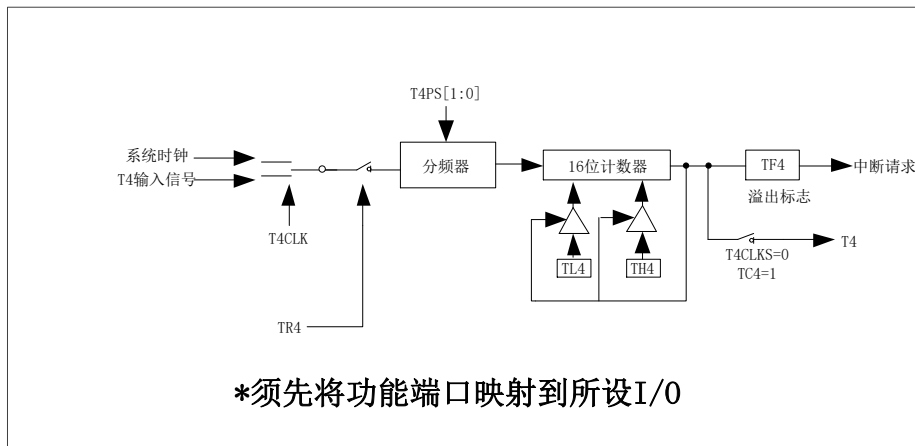 T4PS[1:0]
系统时钟
T4输入信号
分频器
16位计数器
TF4
中断请求
溢出标志
T4CLK
T4
T4CLKS=0
TC4=1
TL4
TH4
TR4
*须先将功能端口映射到所设I/O